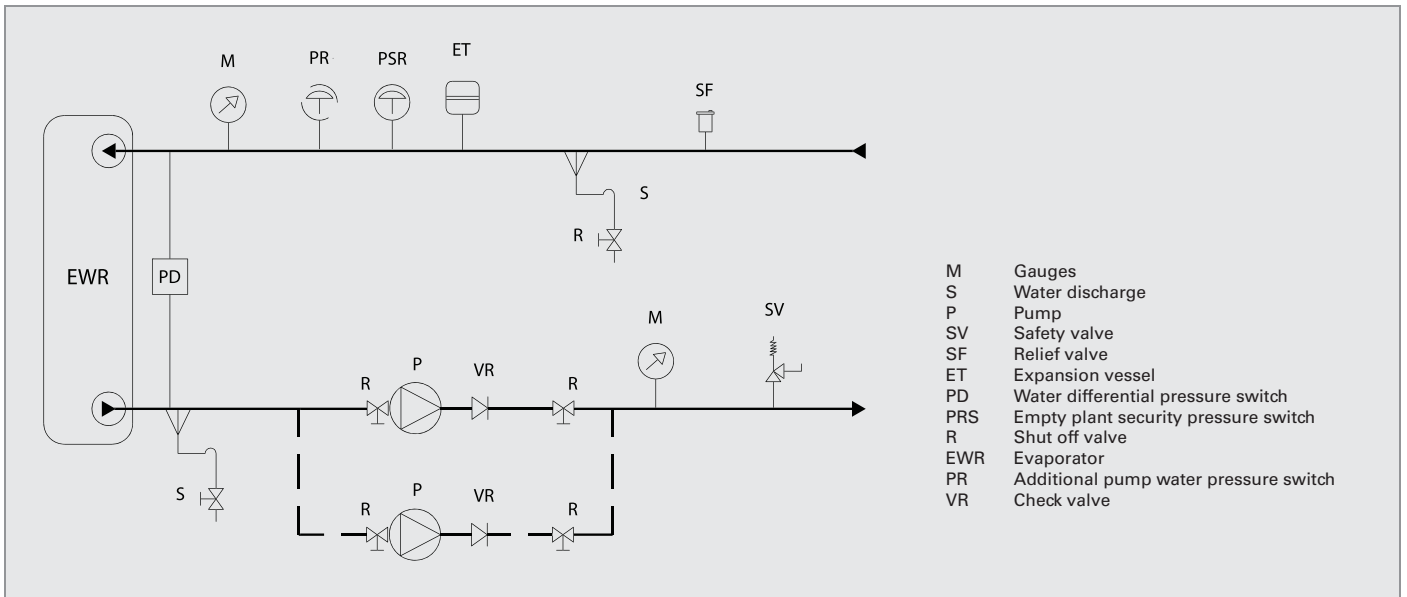 ET
M
PR
PSR
SF
S
R
EWR
PD
M
SV
P
R
VR
R
S
P
R
VR
R
M Gauges
S Water discharge
P Pump
SV Safety valve
SF Relief valve
ET Expansion vessel
PD Water differential pressure switch
PRS Empty plant security pressure switch
R Shut off valve
EWR Evaporator
PR Additional pump water pressure switch
VR Check valve